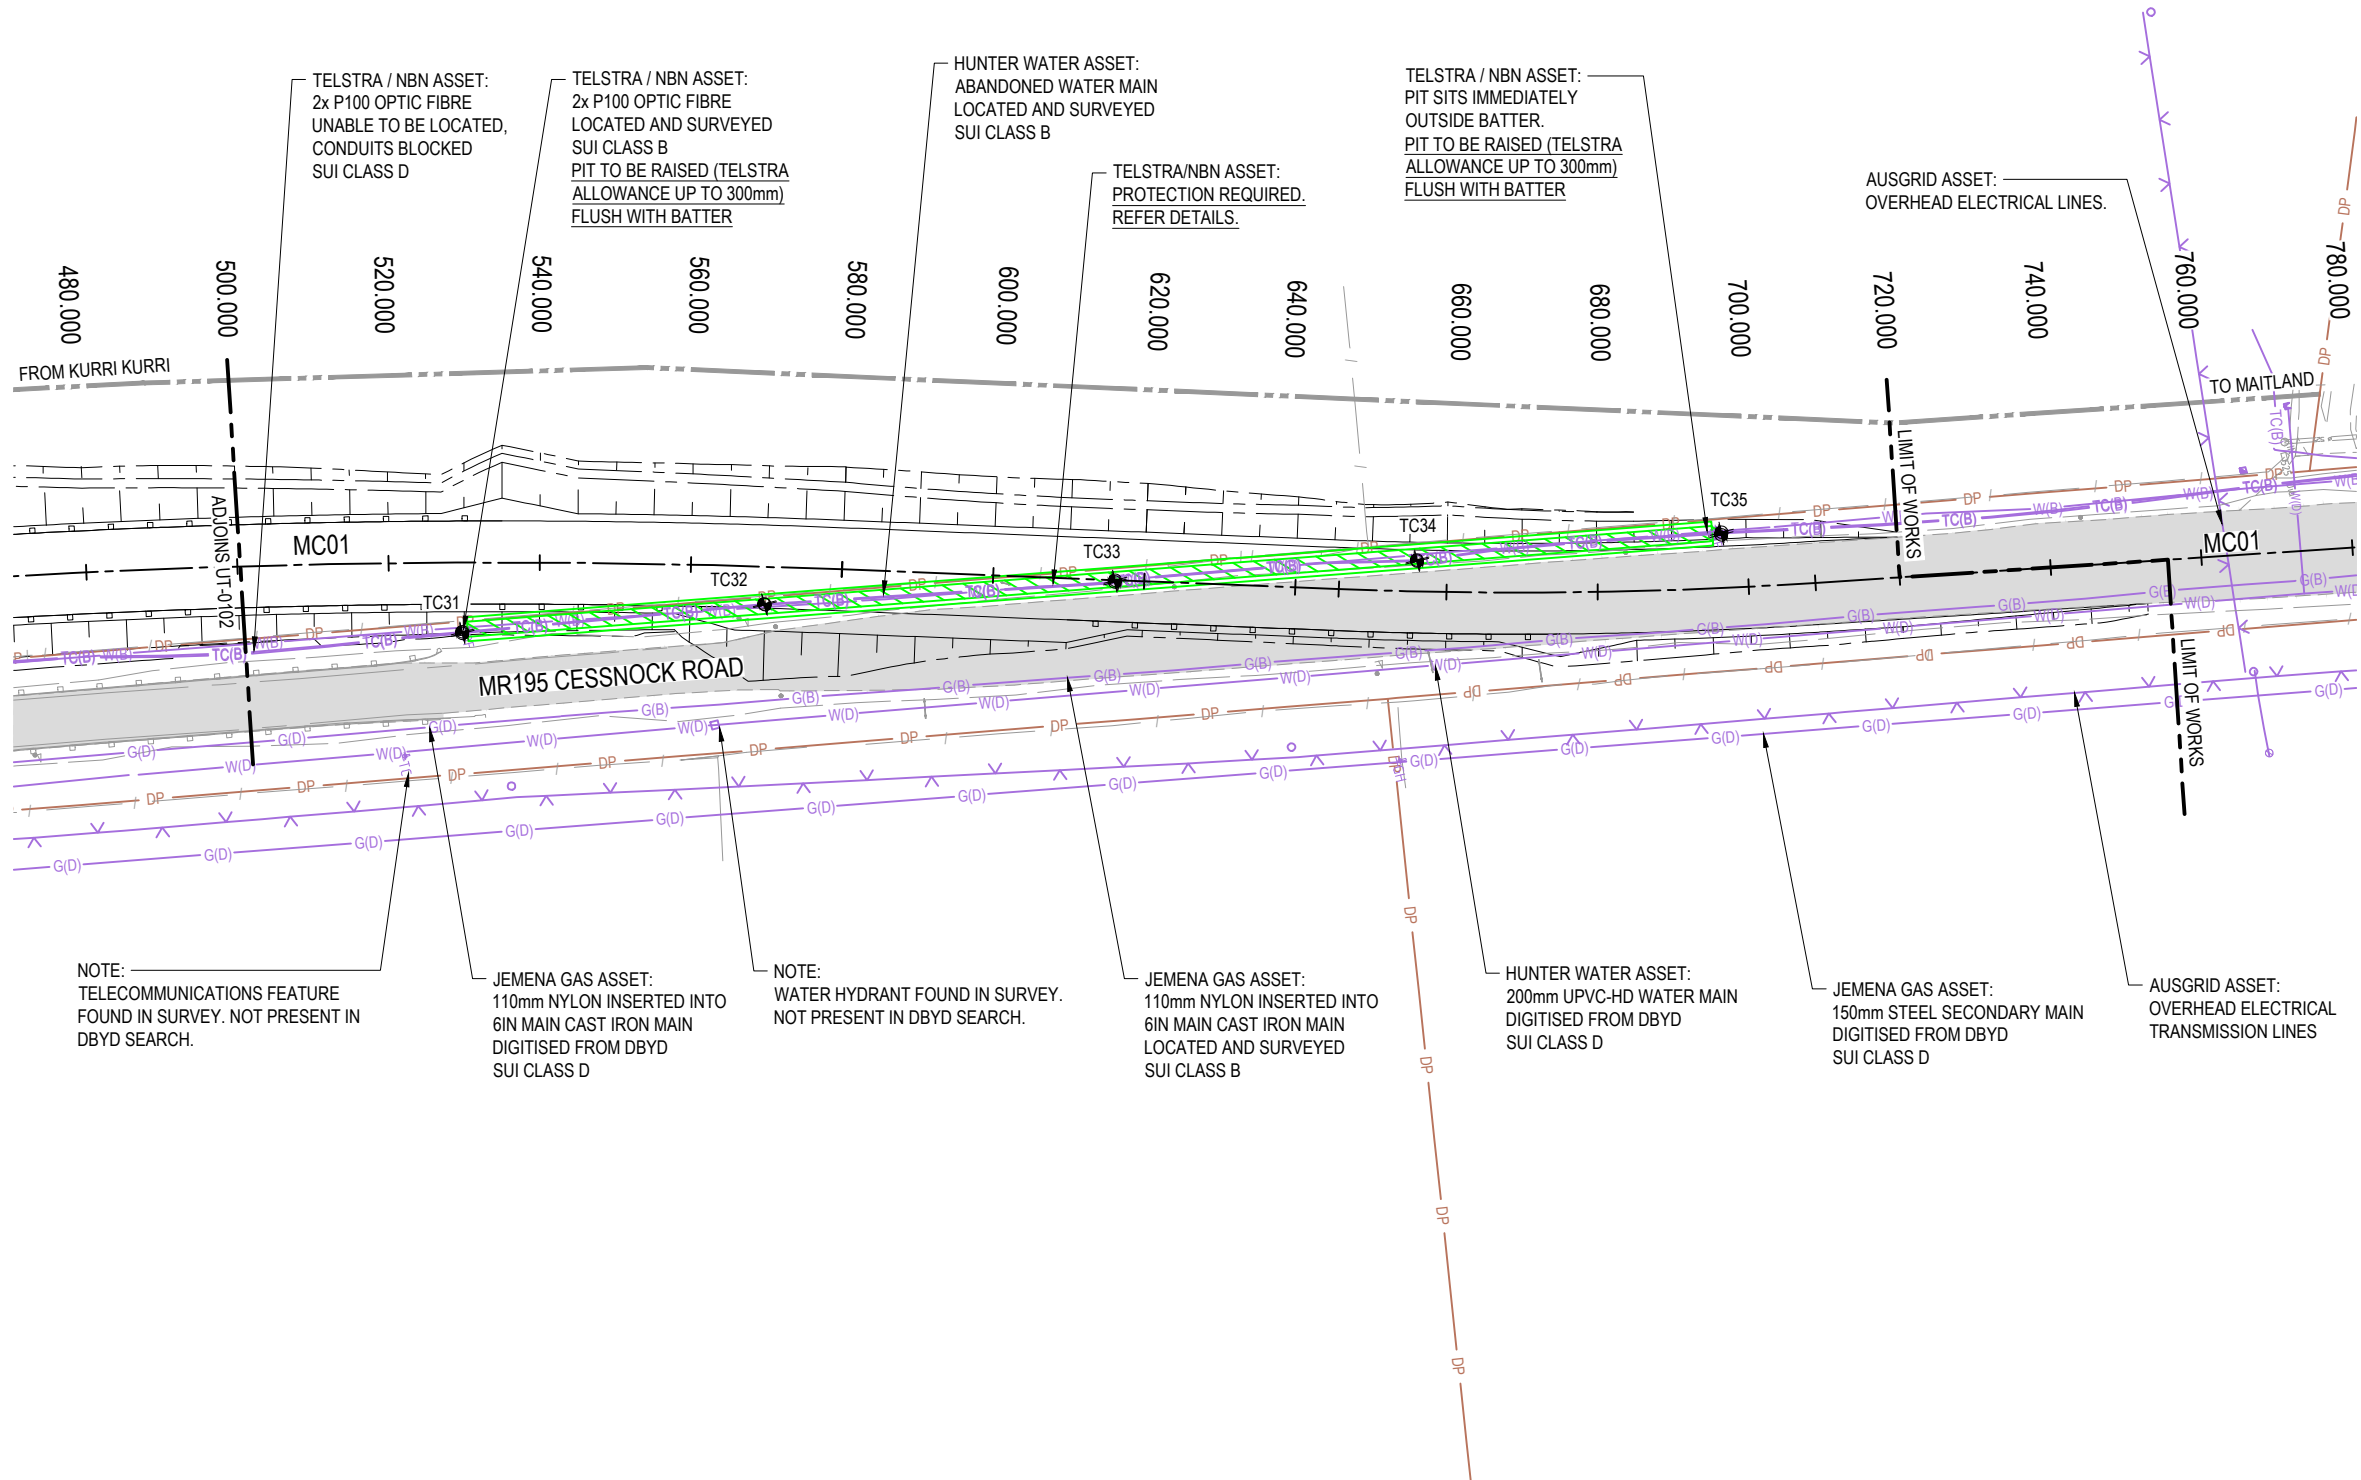 TELSTRA / NBN ASSET:
2x P100 OPTIC FIBRE
UNABLE TO BE LOCATED,
CONDUITS BLOCKED
SUI CLASS D
TELSTRA / NBN ASSET:
2x P100 OPTIC FIBRE
LOCATED AND SURVEYED
SUI CLASS B
PIT TO BE RAISED (TELSTRA
ALLOWANCE UP TO 300mm)
FLUSH WITH BATTER
HUNTER WATER ASSET:
ABANDONED WATER MAIN
LOCATED AND SURVEYED
SUI CLASS B
TELSTRA/NBN ASSET:
PROTECTION REQUIRED.
REFER DETAILS.
TELSTRA / NBN ASSET:
PIT SITS IMMEDIATELY
OUTSIDE BATTER.
PIT TO BE RAISED (TELSTRA
ALLOWANCE UP TO 300mm)
FLUSH WITH BATTER
AUSGRID ASSET:
OVERHEAD ELECTRICAL LINES.
480.000
500.000
520.000
540.000
560.000
580.000
600.000
620.000
640.000
660.000
680.000
700.000
720.000
740.000
760.000
780.000
FROM KURRI KURRI
TO MAITLAND
ADJOINS UT-0102
LIMIT OF WORKS
LIMIT OF WORKS
MC01
MC01
TC31
TC32
TC33
TC34
TC35
MR195 CESSNOCK ROAD
NOTE:
TELECOMMUNICATIONS FEATURE
FOUND IN SURVEY. NOT PRESENT IN
DBYD SEARCH.
JEMENA GAS ASSET:
110mm NYLON INSERTED INTO
6IN MAIN CAST IRON MAIN
DIGITISED FROM DBYD
SUI CLASS D
NOTE:
WATER HYDRANT FOUND IN SURVEY.
NOT PRESENT IN DBYD SEARCH.
JEMENA GAS ASSET:
110mm NYLON INSERTED INTO
6IN MAIN CAST IRON MAIN
LOCATED AND SURVEYED
SUI CLASS B
HUNTER WATER ASSET:
200mm UPVC-HD WATER MAIN
DIGITISED FROM DBYD
SUI CLASS D
JEMENA GAS ASSET:
150mm STEEL SECONDARY MAIN
DIGITISED FROM DBYD
SUI CLASS D
AUSGRID ASSET:
OVERHEAD ELECTRICAL
TRANSMISSION LINES